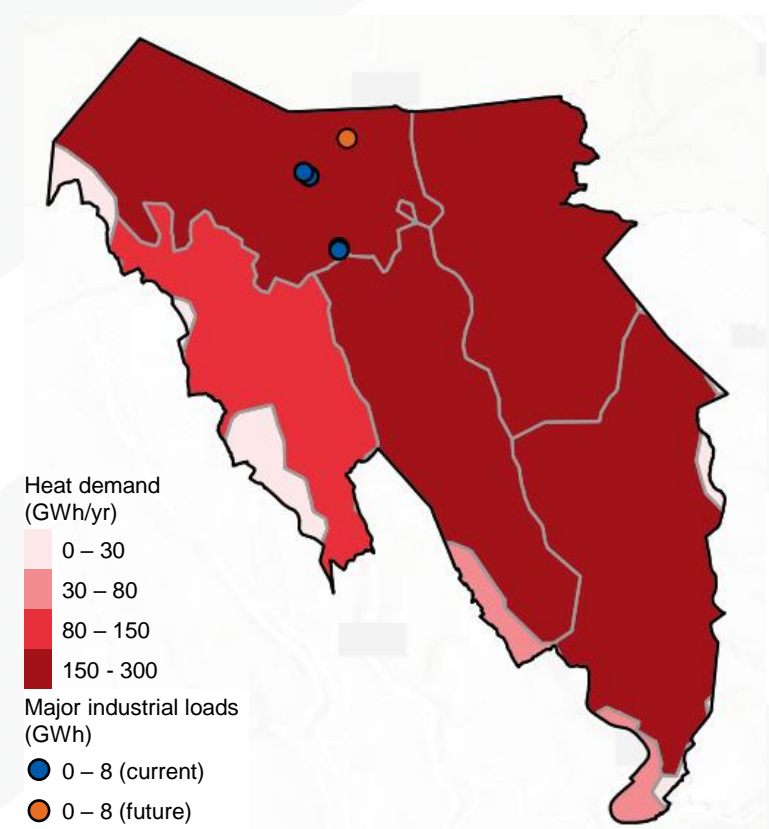 Heat demand
(GWh/yr)
0 – 30
30 – 80
80 – 150
150 - 300
Major industrial loads
(GWh)
0 – 8 (current)
0 – 8 (future)